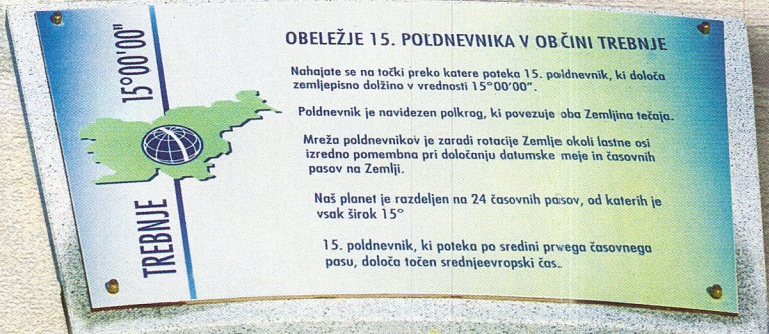 OBELEŽJE 15. POLDNEVNIKA V OBČINI TREBNJE
Nahajate se na točki preko katere poteka 15. poldnevnik, ki določa
zemljepisno dolžino v vrednosti 15°00'00".
Poldnevnik je navidezen polkrog, ki povezuje oba Zemljina tečaja.
Mreža poldnevnikov je zaradi rotacije Zemlje okoli lastne osi
izredno pomembna pri določanju datumske meje in časovnih
pasov na Zemlji.
Naš planet je razdeljen na 24 časovnih pasov, od katerih je
vsak širok 15°
15. poldnevnik, ki poteka po sredini prvega časovnega
pasu, določa točen srednjeevropski čas.
15°00'00"
TREBNJE